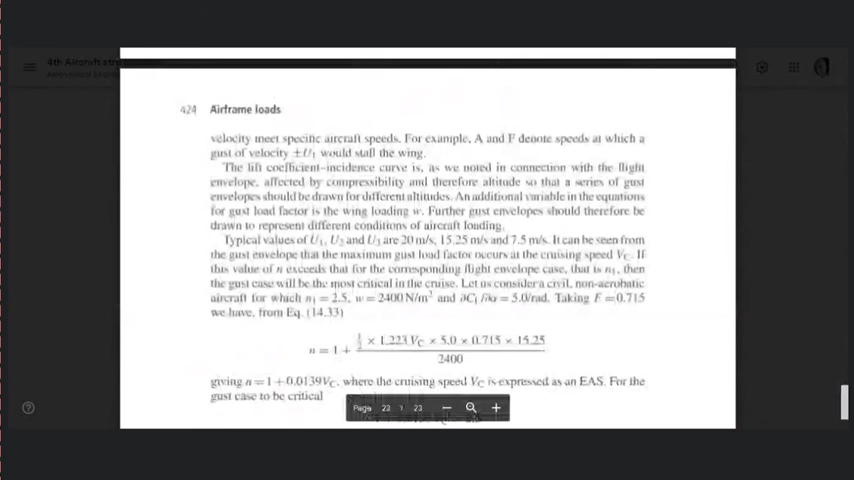 4th Aircraft str
424 Airframe loads
velocity meet specific aircraft speeds. For example, A and F denote speeds at which a
gust of velocity ±U₁ would stall the wing.
The lift coefficient–incidence curve is, as we noted in connection with the flight
envelope, affected by compressibility and therefore altitude so that a series of gust
envelopes should be drawn for different altitudes. An additional variable in the equations
for gust load factor is the wing loading w. Further gust envelopes should therefore be
drawn to represent different conditions of aircraft loading.
Typical values of U₁, U₂ and U₃ are 20 m/s, 15.25 m/s and 7.5 m/s. It can be seen from
the gust envelope that the maximum gust load factor occurs at the cruising speed V_C. If
this value of n exceeds that for the corresponding flight envelope case, that is n₁, then
the gust case will be the most critical in the cruise. Let us consider a civil, non-aerobatic
aircraft for which n₁ = 2.5, w = 2400 N/m² and ∂C_L/∂α = 5.0/rad. Taking F = 0.715
we have, from Eq. (14.33)
n = 1 + ½ × 1.223 V_C × 5.0 × 0.715 × 15.25
2400
giving n = 1 + 0.0139V_C, where the cruising speed V_C is expressed as an EAS. For the
gust case to be critical
Page 22 / 23